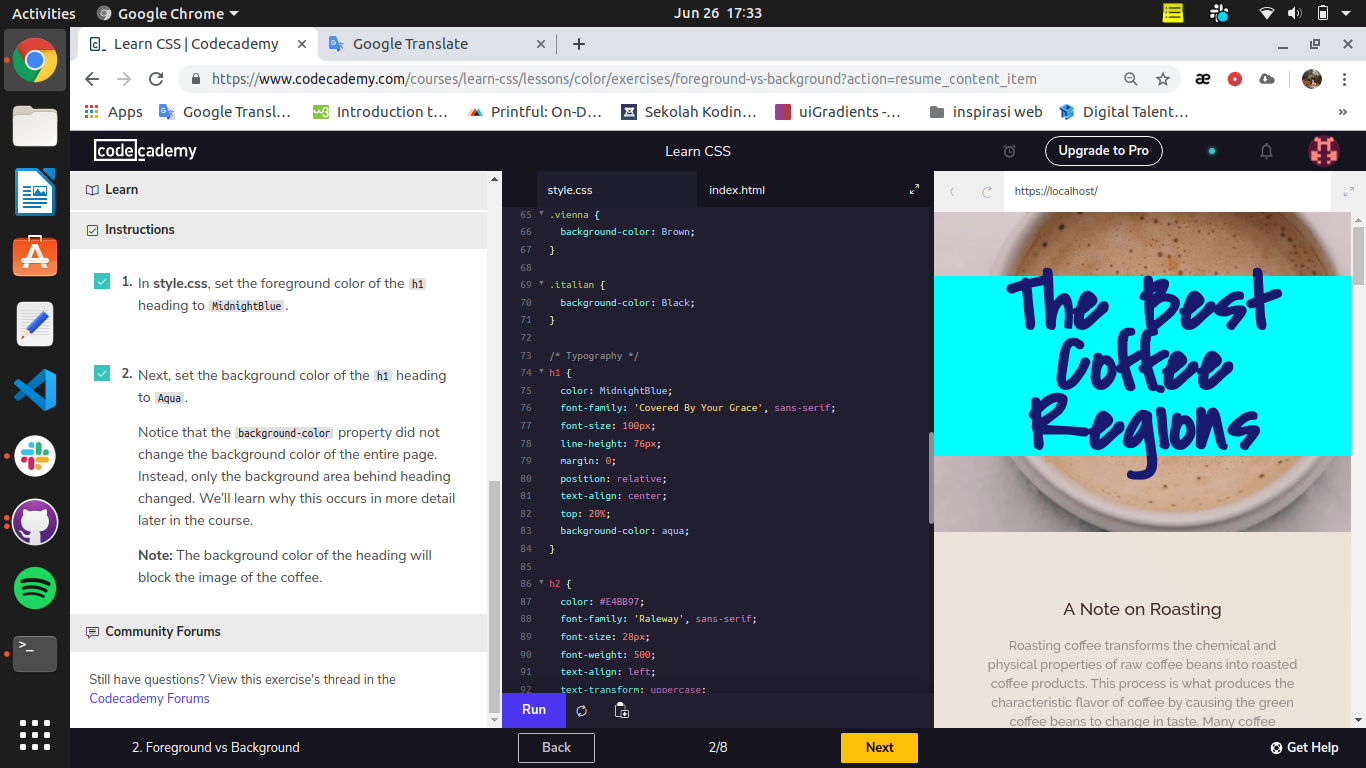 Activities
Google Chrome
Jun 26 17:33
Learn CSS | Codecademy
Google Translate
https://www.codecademy.com/courses/learn-css/lessons/color/exercises/foreground-vs-background?action=resume_content_item
Apps
Google Transl…
Introduction t…
Printful: On-D…
Sekolah Kodin…
uiGradients -…
inspirasi web
Digital Talent…
codecademy
Learn CSS
Upgrade to Pro
Learn
Instructions
1. In style.css, set the foreground color of the h1
heading to MidnightBlue.
2. Next, set the background color of the h1 heading
to Aqua.
Notice that the background-color property did not
change the background color of the entire page.
Instead, only the background area behind heading
changed. We'll learn why this occurs in more detail
later in the course.
Note: The background color of the heading will
block the image of the coffee.
Community Forums
Still have questions? View this exercise's thread in the
Codecademy Forums
style.css
index.html
65 .vienna {
66 background-color: Brown;
67 }
68
69 .italian {
70 background-color: Black;
71 }
72
73 /* Typography */
74 h1 {
75 color: MidnightBlue;
76 font-family: 'Covered By Your Grace', sans-serif;
77 font-size: 100px;
78 line-height: 76px;
79 margin: 0;
80 position: relative;
81 text-align: center;
82 top: 20%;
83 background-color: aqua;
84 }
85
86 h2 {
87 color: #E4BB97;
88 font-family: 'Raleway', sans-serif;
89 font-size: 28px;
90 font-weight: 500;
91 text-align: left;
92 text-transform: uppercase;
Run
https://localhost/
The Best
Coffee
Regions
A Note on Roasting
Roasting coffee transforms the chemical and
physical properties of raw coffee beans into roasted
coffee products. This process is what produces the
characteristic flavor of coffee by causing the green
coffee beans to change in taste. Many coffee
2. Foreground vs Background
Back
2/8
Next
Get Help